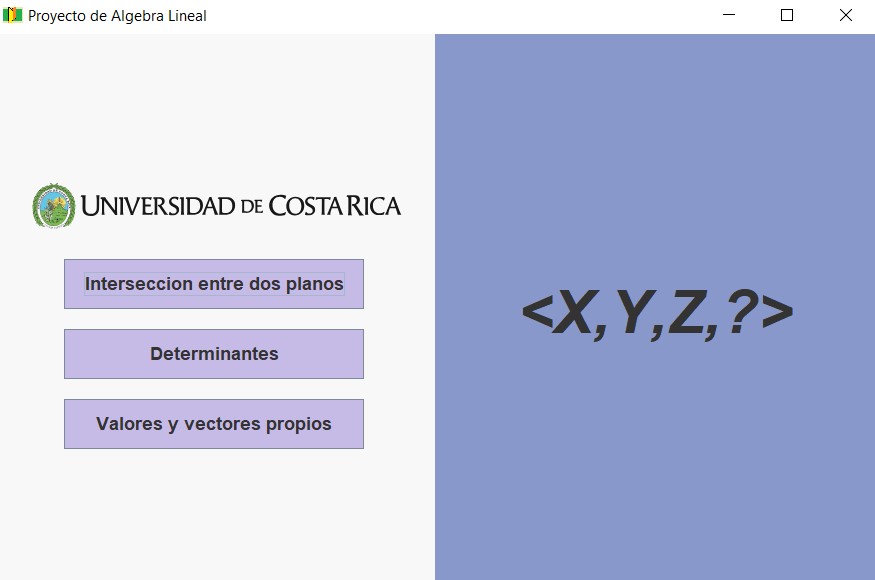 Proyecto de Algebra Lineal
UNIVERSIDAD DE COSTA RICA
Interseccion entre dos planos
Determinantes
Valores y vectores propios
<X,Y,Z,?>